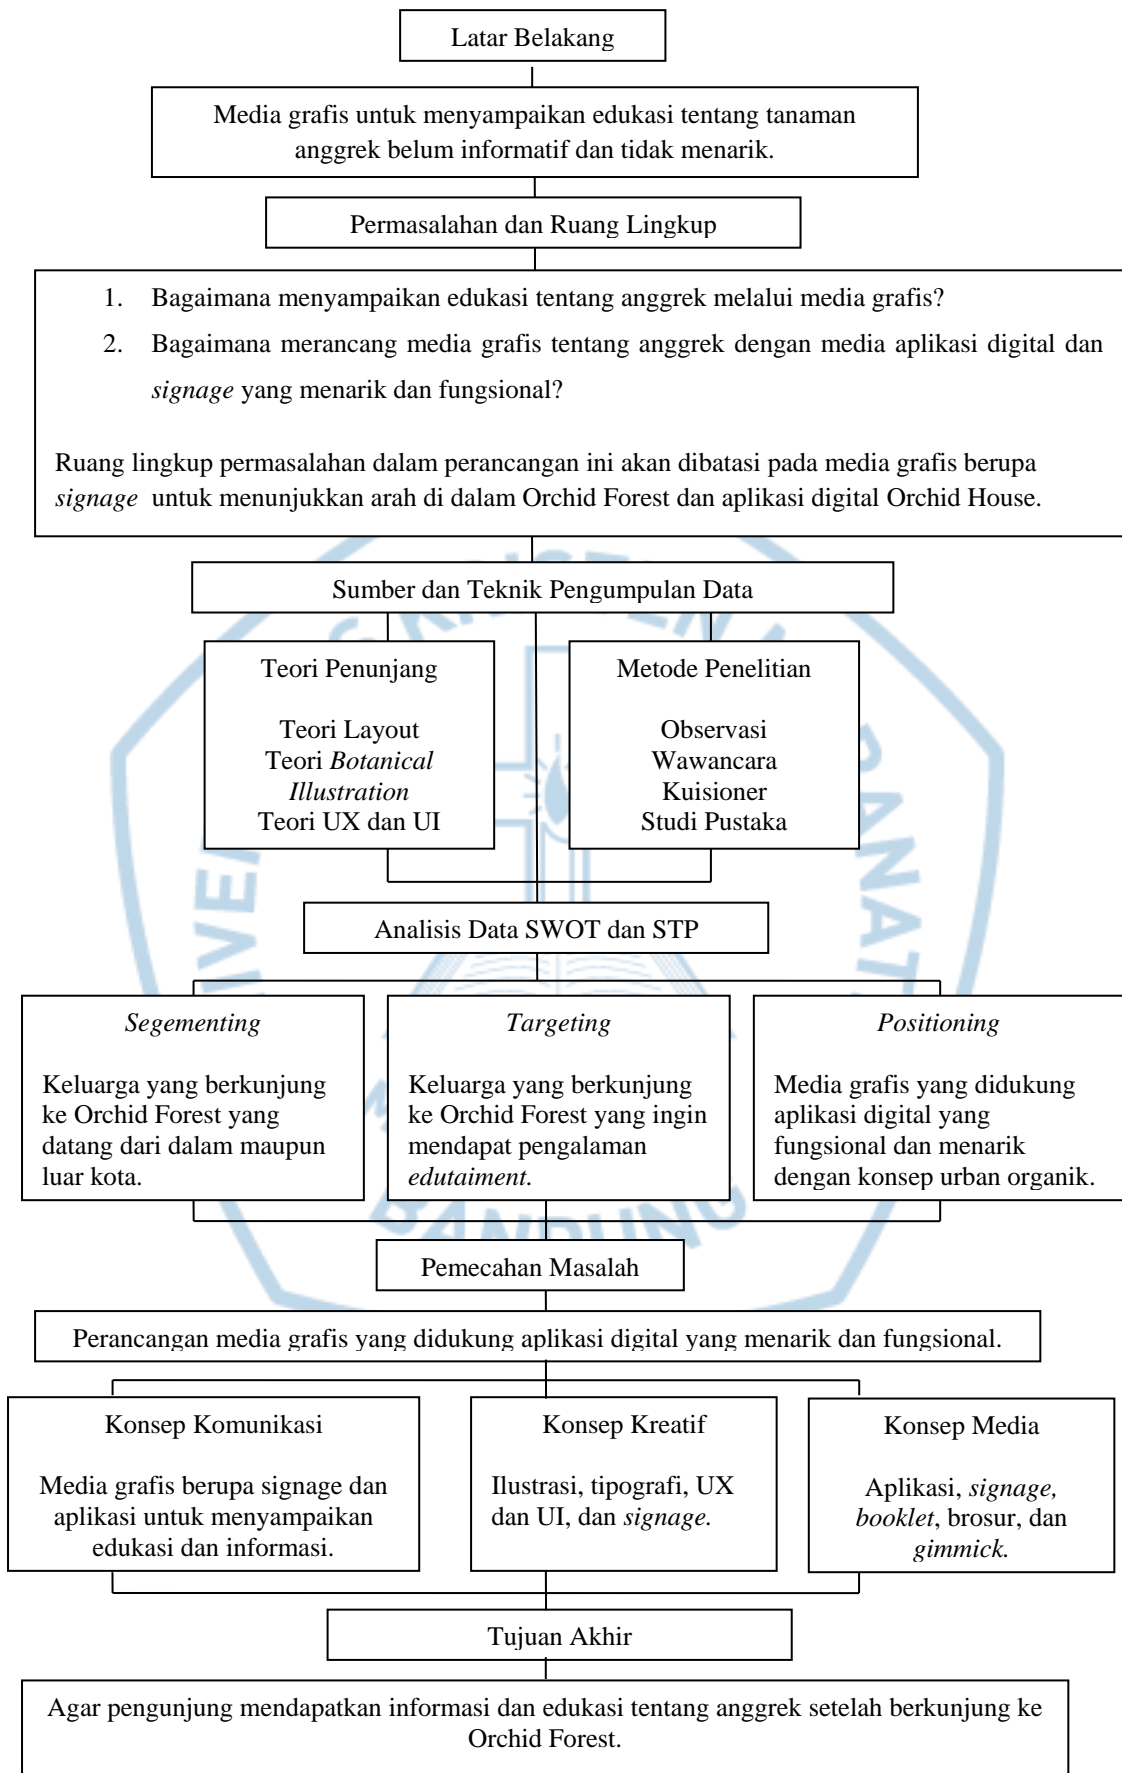 Latar Belakang
Media grafis untuk menyampaikan edukasi tentang tanaman
anggrek belum informatif dan tidak menarik.
Permasalahan dan Ruang Lingkup
1. Bagaimana menyampaikan edukasi tentang anggrek melalui media grafis?
2. Bagaimana merancang media grafis tentang anggrek dengan media aplikasi digital dan
signage yang menarik dan fungsional?
Ruang lingkup permasalahan dalam perancangan ini akan dibatasi pada media grafis berupa
signage untuk menunjukkan arah di dalam Orchid Forest dan aplikasi digital Orchid House.
Sumber dan Teknik Pengumpulan Data
Teori Penunjang
Teori Layout
Teori Botanical
Illustration
Teori UX dan UI
Metode Penelitian
Observasi
Wawancara
Kuisioner
Studi Pustaka
Analisis Data SWOT dan STP
Segementing
Keluarga yang berkunjung
ke Orchid Forest yang
datang dari dalam maupun
luar kota.
Targeting
Keluarga yang berkunjung
ke Orchid Forest yang ingin
mendapat pengalaman
edutaiment.
Positioning
Media grafis yang didukung
aplikasi digital yang
fungsional dan menarik
dengan konsep urban organik.
BANDUNG
Pemecahan Masalah
Perancangan media grafis yang didukung aplikasi digital yang menarik dan fungsional.
Konsep Komunikasi
Media grafis berupa signage dan
aplikasi untuk menyampaikan
edukasi dan informasi.
Konsep Kreatif
Ilustrasi, tipografi, UX
dan UI, dan signage.
Konsep Media
Aplikasi, signage,
booklet, brosur, dan
gimmick.
Tujuan Akhir
Agar pengunjung mendapatkan informasi dan edukasi tentang anggrek setelah berkunjung ke
Orchid Forest.